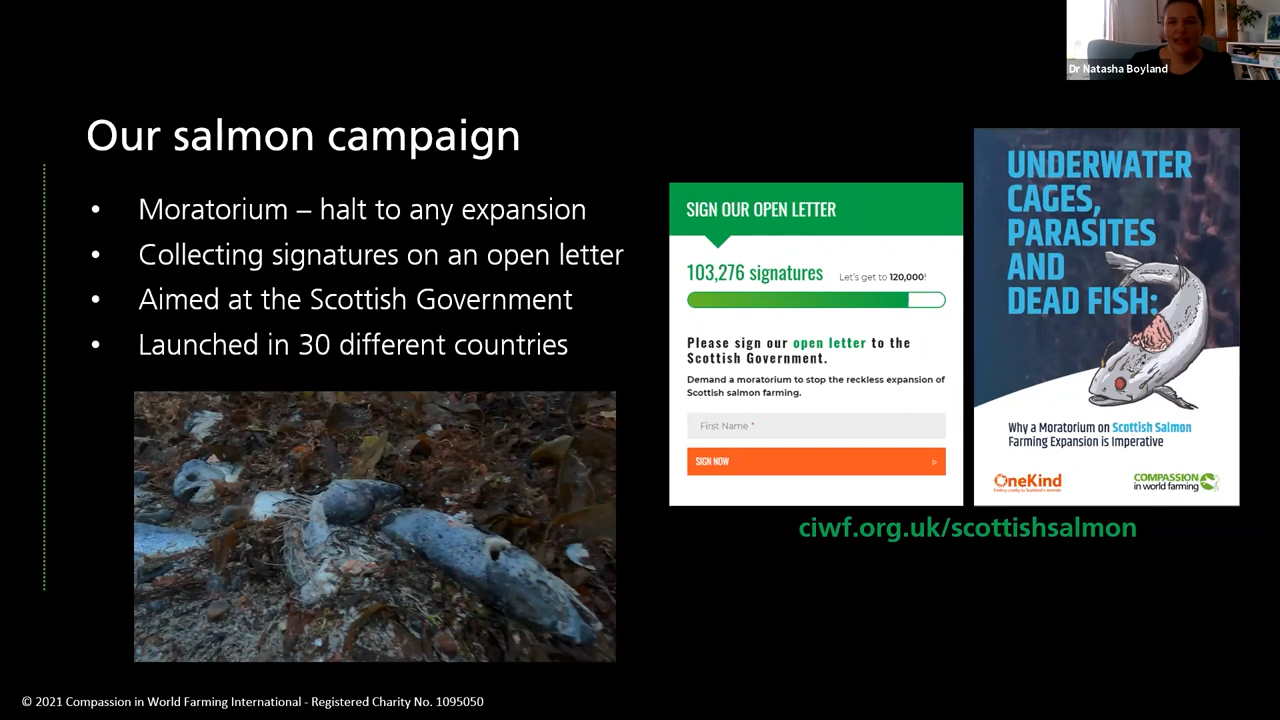 Dr Natasha Boyland
Our salmon campaign
• Moratorium – halt to any expansion
• Collecting signatures on an open letter
• Aimed at the Scottish Government
• Launched in 30 different countries
SIGN OUR OPEN LETTER
103,276 signatures Let's get to 120,000!
Please sign our open letter to the
Scottish Government.
Demand a moratorium to stop the reckless expansion of
Scottish salmon farming.
First Name *
SIGN NOW
UNDERWATER
CAGES,
PARASITES
AND
DEAD FISH:
Why a Moratorium on Scottish Salmon
Farming Expansion is Imperative
OneKind
COMPASSION
in world farming
ciwf.org.uk/scottishsalmon
© 2021 Compassion in World Farming International - Registered Charity No. 1095050